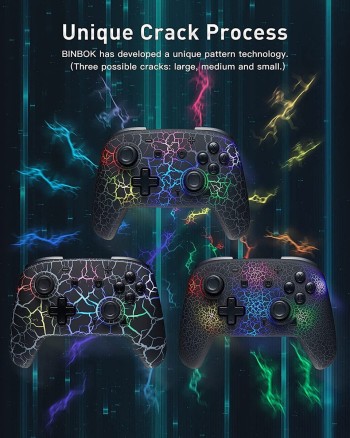 Unique Crack Process
BINBOK has developed a unique pattern technology.
(Three possible cracks: large, medium and small.)